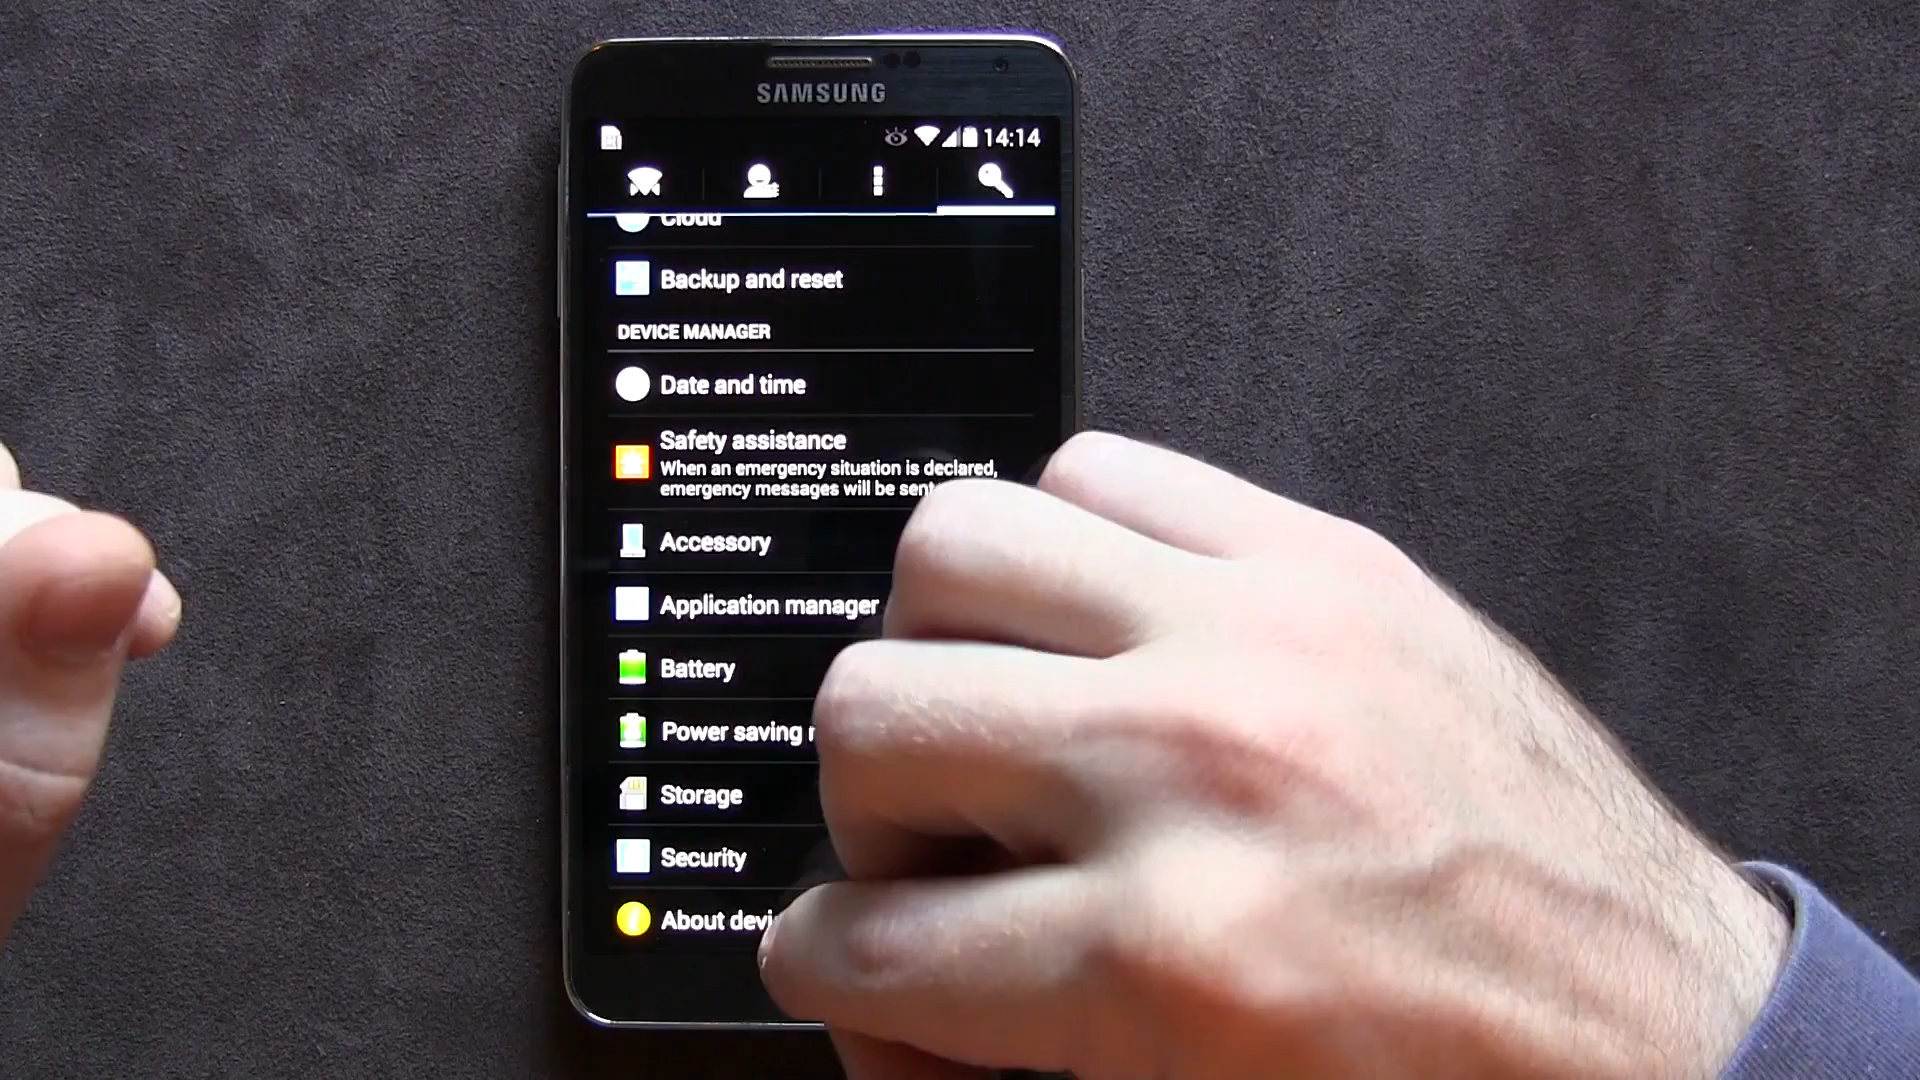 SAMSUNG
14:14
Cloud
Backup and reset
DEVICE MANAGER
Date and time
Safety assistance
When an emergency situation is declared,
emergency messages will be sent
Accessory
Application manager
Battery
Power saving
Storage
Security
About